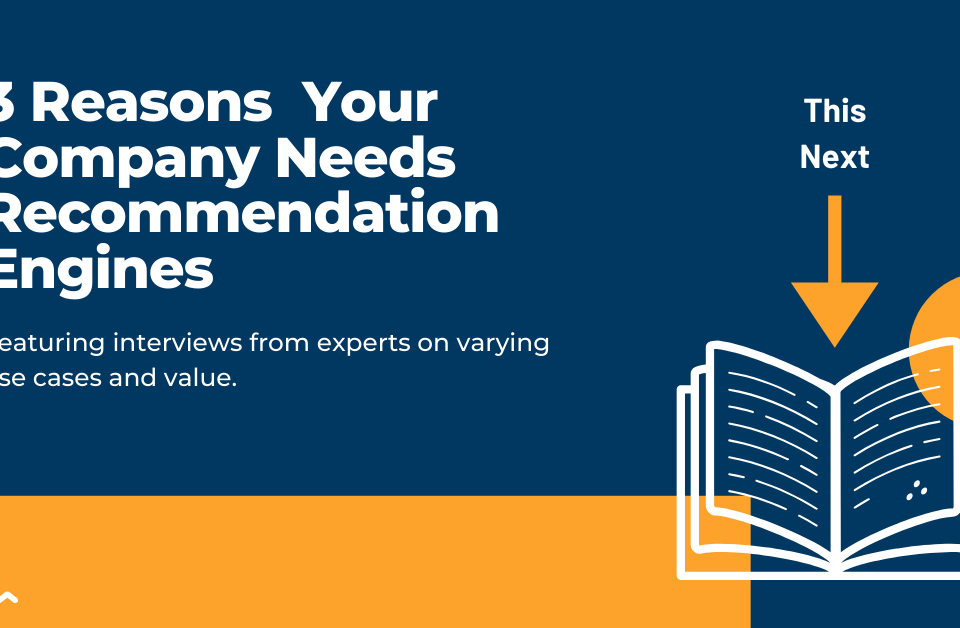 3 Reasons Your
Company Needs
Recommendation
Engines
eaturing interviews from experts on varying
se cases and value.
This
Next